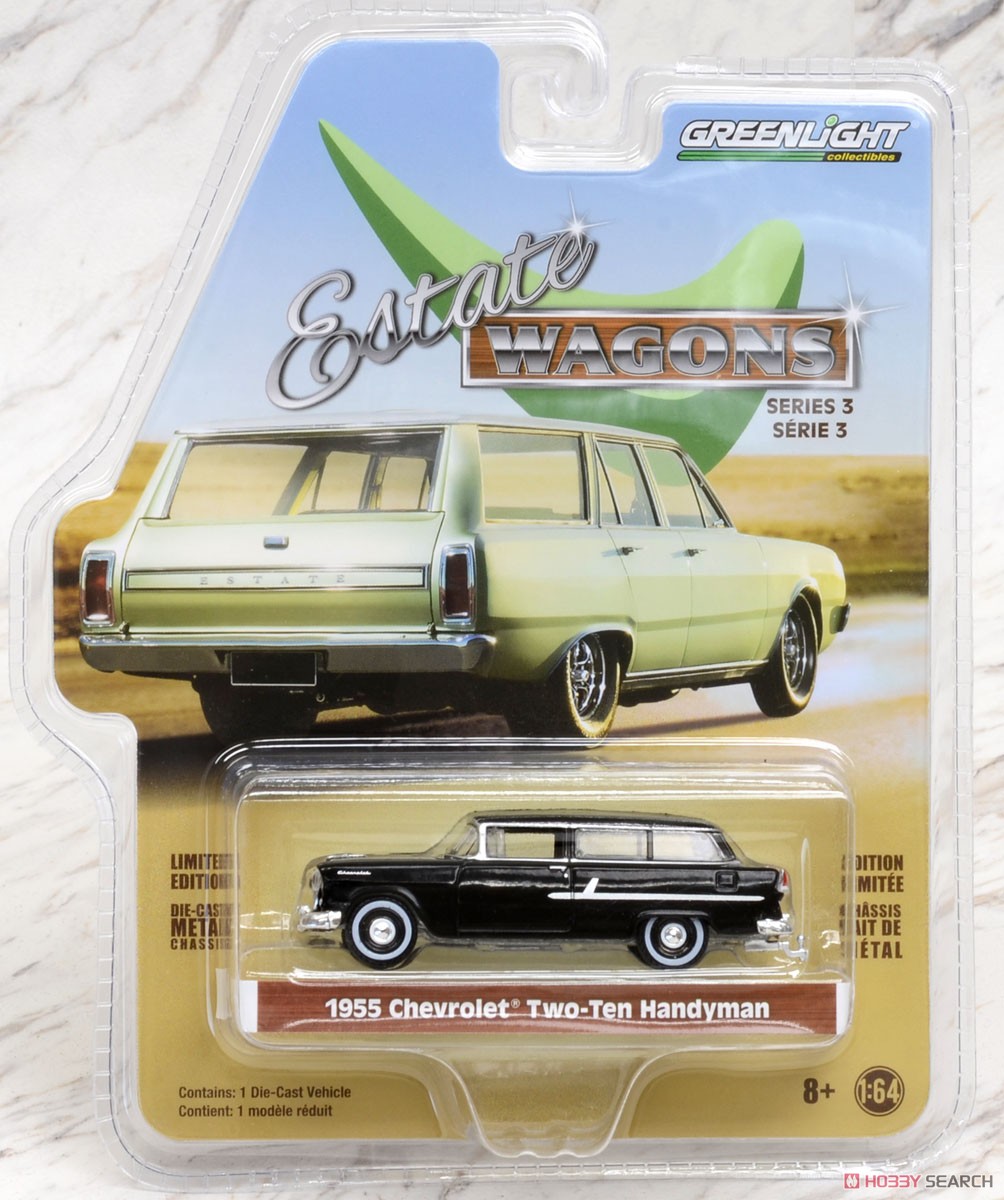 GREENLIGHT
collectibles
Estate
WAGONS
SERIES 3
SÉRIE 3
ESTATE
LIMITED
EDITION
DIE-CAST
METAL
CHASSIS
ÉDITION
LIMITÉE
CHÂSSIS
FAIT DE
MÉTAL
Chevrolet
1955 Chevrolet® Two-Ten Handyman
Contains: 1 Die-Cast Vehicle
Contient: 1 modèle réduit
8+
1:64
HOBBY SEARCH